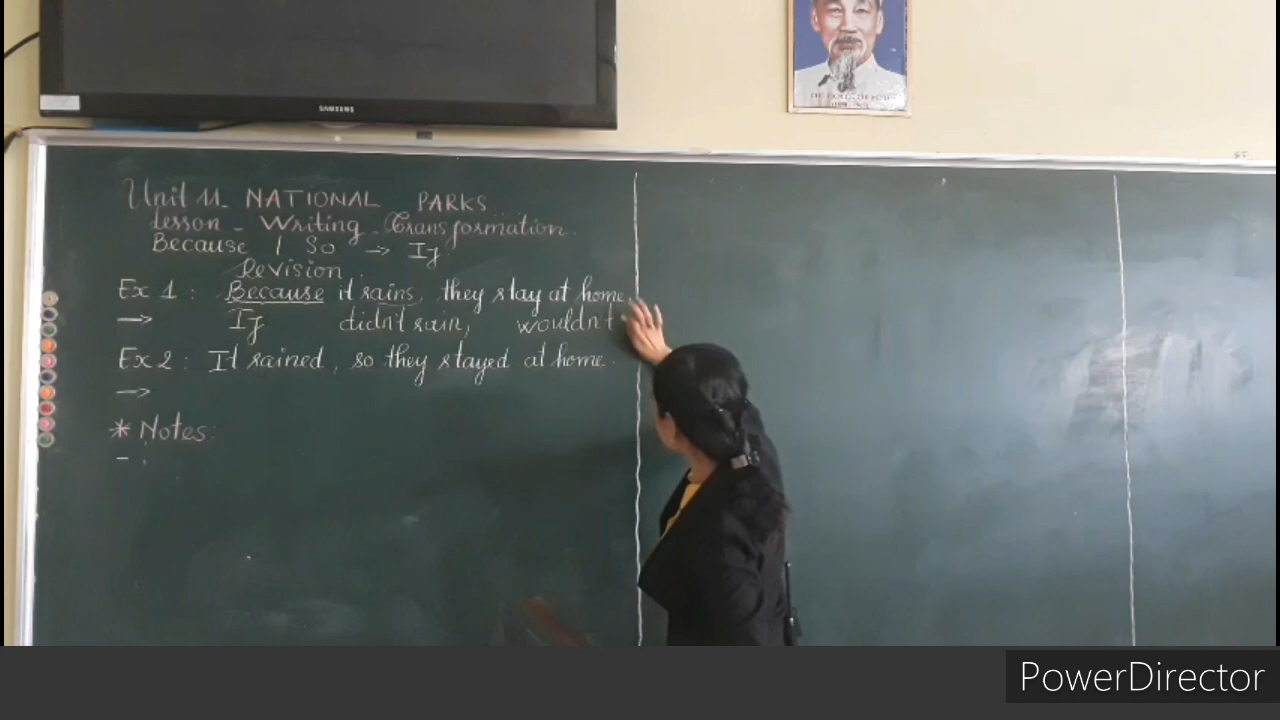 SAMSUNG
Unit 11_ NATIONAL PARKS
Lesson _ Writing _ Transformation.
Because / So → If.
Revision.
Ex 1 : Because it rains, they stay at home.
→ If didn't rain, wouldn't
Ex 2 : It rained, so they stayed at home.
→
* Notes:
- :
PowerDirector